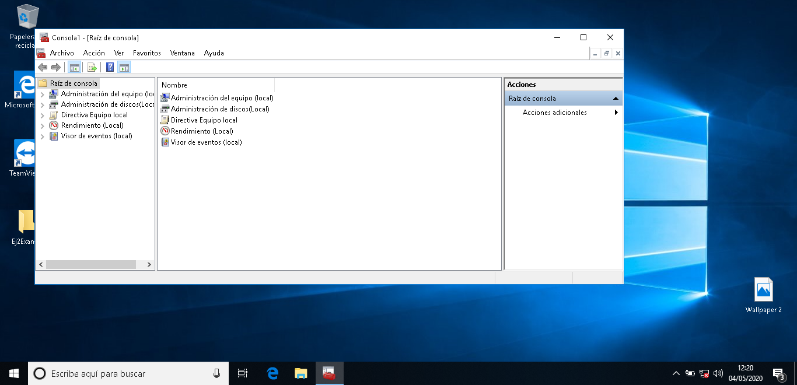 Papelera
recicla
Microsoft
TeamVie
Ej2Exam
Consola1 - [Raíz de consola]
Archivo Acción Ver Favoritos Ventana Ayuda
Raíz de consola
Administración del equipo (loc
Administración de discos(Loc
Directiva Equipo local
Rendimiento (Local)
Visor de eventos (local)
Nombre
Administración del equipo (local)
Administración de discos(Local)
Directiva Equipo local
Rendimiento (Local)
Visor de eventos (local)
Acciones
Raíz de consola
Acciones adicionales
Wallpaper 2
Escribe aquí para buscar
12:20
04/05/2020
3